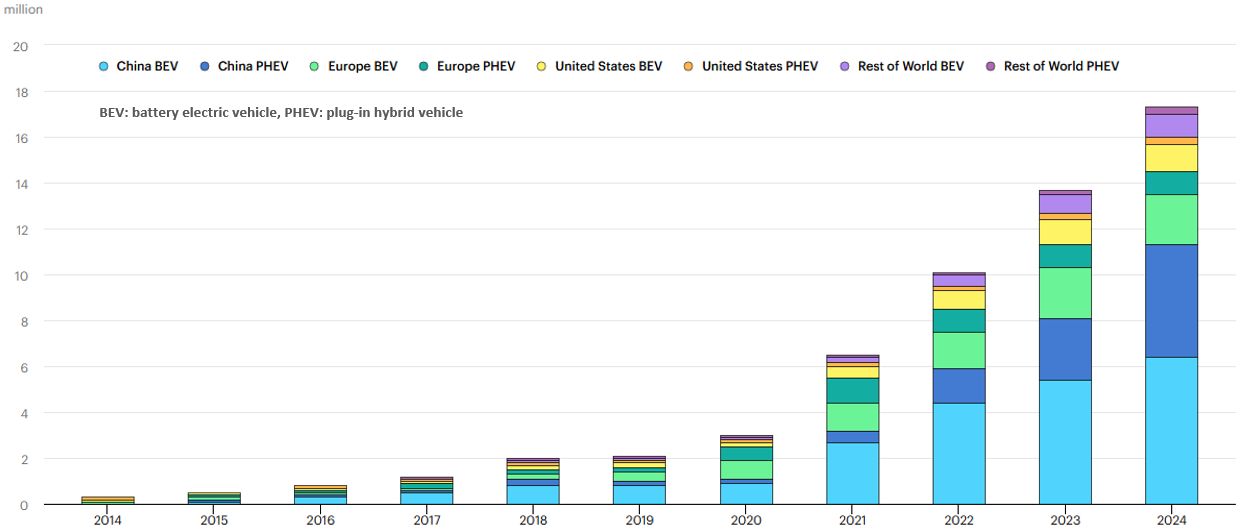 million
20
China BEV China PHEV Europe BEV Europe PHEV United States BEV United States PHEV Rest of World BEV Rest of World PHEV
18
BEV: battery electric vehicle, PHEV: plug-in hybrid vehicle
16
14
12
10
8
6
4
2
0
2014 2015 2016 2017 2018 2019 2020 2021 2022 2023 2024